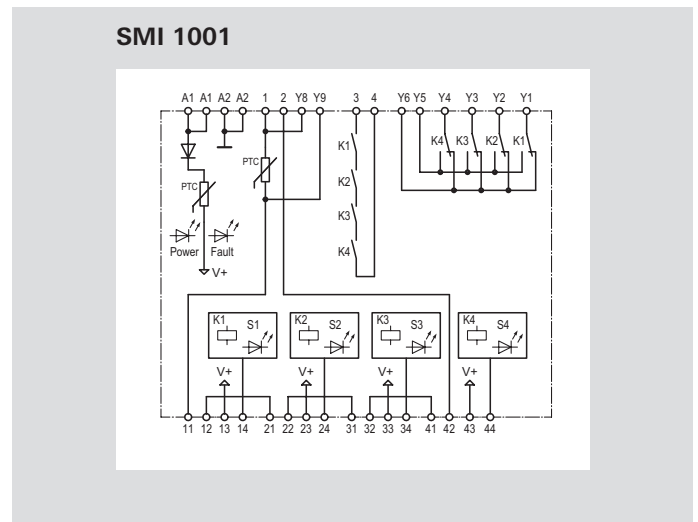 SMI 1001
A1 A1 A2 A2 1 2 Y8 Y9 3 4 Y6 Y5 Y4 Y3 Y2 Y1
K1 K4 K3 K2 K1
PTC
PTC
K2
K3
K4
Power Fault
V+
K1 S1 K2 S2 K3 S3 K4 S4
V+ V+ V+ V+
11 12 13 14 21 22 23 24 31 32 33 34 41 42 43 44